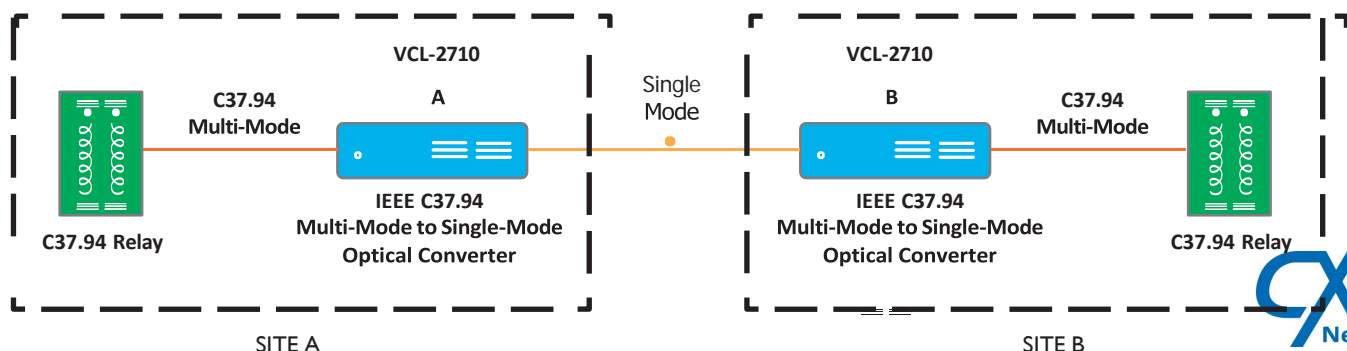 VCL-2710
A
C37.94
Multi-Mode
IEEE C37.94
Multi-Mode to Single-Mode
Optical Converter
C37.94 Relay
SITE A
Single
Mode
VCL-2710
B
C37.94
Multi-Mode
IEEE C37.94
Multi-Mode to Single-Mode
Optical Converter
C37.94 Relay
SITE B